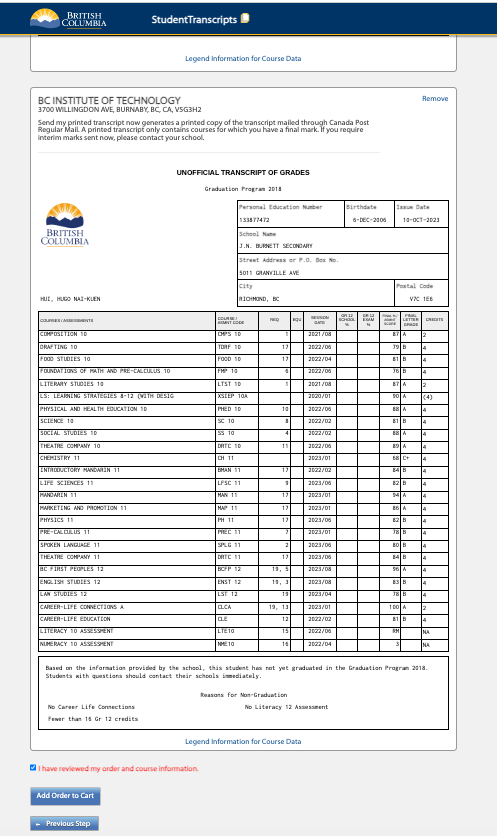 BRITISH
COLUMBIA
StudentTranscripts
Legend Information for Course Data
BC INSTITUTE OF TECHNOLOGY
Remove
3700 WILLINGDON AVE, BURNABY, BC, CA, V5G3H2
Send my printed transcript now generates a printed copy of the transcript mailed through Canada Post
Regular Mail. A printed transcript only contains courses for which you have a final mark. If you require
interim marks sent now, please contact your school.
UNOFFICIAL TRANSCRIPT OF GRADES
Graduation Program 2018
BRITISH
COLUMBIA
Personal Education Number Birthdate Issue Date
133877472 6-DEC-2006 10-OCT-2023
School Name
J.N. BURNETT SECONDARY
Street Address or P.O. Box No.
5011 GRANVILLE AVE
City Postal Code
HUI, HUGO NAI-KUEN RICHMOND, BC V7C 1E6
COURSES / ASSESSMENTS COURSE / ASMNT CODE REQ EQU SESSION DATE GR 12 SCHOOL % GR 12 EXAM % FINAL % / ASMNT SCORE FINAL LETTER GRADE CREDITS
COMPOSITION 10 CMPS 10 1 2021/08 87 A 2
DRAFTING 10 TDRF 10 17 2022/06 79 B 4
FOOD STUDIES 10 FOOD 10 17 2022/04 81 B 4
FOUNDATIONS OF MATH AND PRE-CALCULUS 10 FMP 10 6 2022/06 76 B 4
LITERARY STUDIES 10 LTST 10 1 2021/08 87 A 2
LS: LEARNING STRATEGIES 8-12 (WITH DESIG XSIEP 10A 2020/01 90 A (4)
PHYSICAL AND HEALTH EDUCATION 10 PHED 10 10 2022/06 88 A 4
SCIENCE 10 SC 10 8 2022/02 81 B 4
SOCIAL STUDIES 10 SS 10 4 2022/02 88 A 4
THEATRE COMPANY 10 DRTC 10 11 2022/06 89 A 4
CHEMISTRY 11 CH 11 2023/01 68 C+ 4
INTRODUCTORY MANDARIN 11 BMAN 11 17 2022/02 84 B 4
LIFE SCIENCES 11 LFSC 11 9 2023/06 82 B 4
MANDARIN 11 MAN 11 17 2023/01 94 A 4
MARKETING AND PROMOTION 11 MAP 11 17 2023/01 86 A 4
PHYSICS 11 PH 11 17 2023/06 82 B 4
PRE-CALCULUS 11 PREC 11 7 2023/01 78 B 4
SPOKEN LANGUAGE 11 SPLG 11 2 2023/06 80 B 4
THEATRE COMPANY 11 DRTC 11 17 2023/06 84 B 4
BC FIRST PEOPLES 12 BCFP 12 19, 5 2023/08 96 A 4
ENGLISH STUDIES 12 ENST 12 19, 3 2023/08 83 B 4
LAW STUDIES 12 LST 12 19 2023/04 78 B 4
CAREER-LIFE CONNECTIONS A CLCA 19, 13 2023/01 100 A 2
CAREER-LIFE EDUCATION CLE 12 2022/02 81 B 4
LITERACY 10 ASSESSMENT LTE10 15 2022/06 RM NA
NUMERACY 10 ASSESSMENT NME10 16 2022/04 3 NA
Based on the information provided by the school, this student has not yet graduated in the Graduation Program 2018.
Students with questions should contact their schools immediately.
Reasons for Non-Graduation
No Career Life Connections No Literacy 12 Assessment
Fewer than 16 Gr 12 credits
Legend Information for Course Data
I have reviewed my order and course information.
Add Order to Cart
← Previous Step